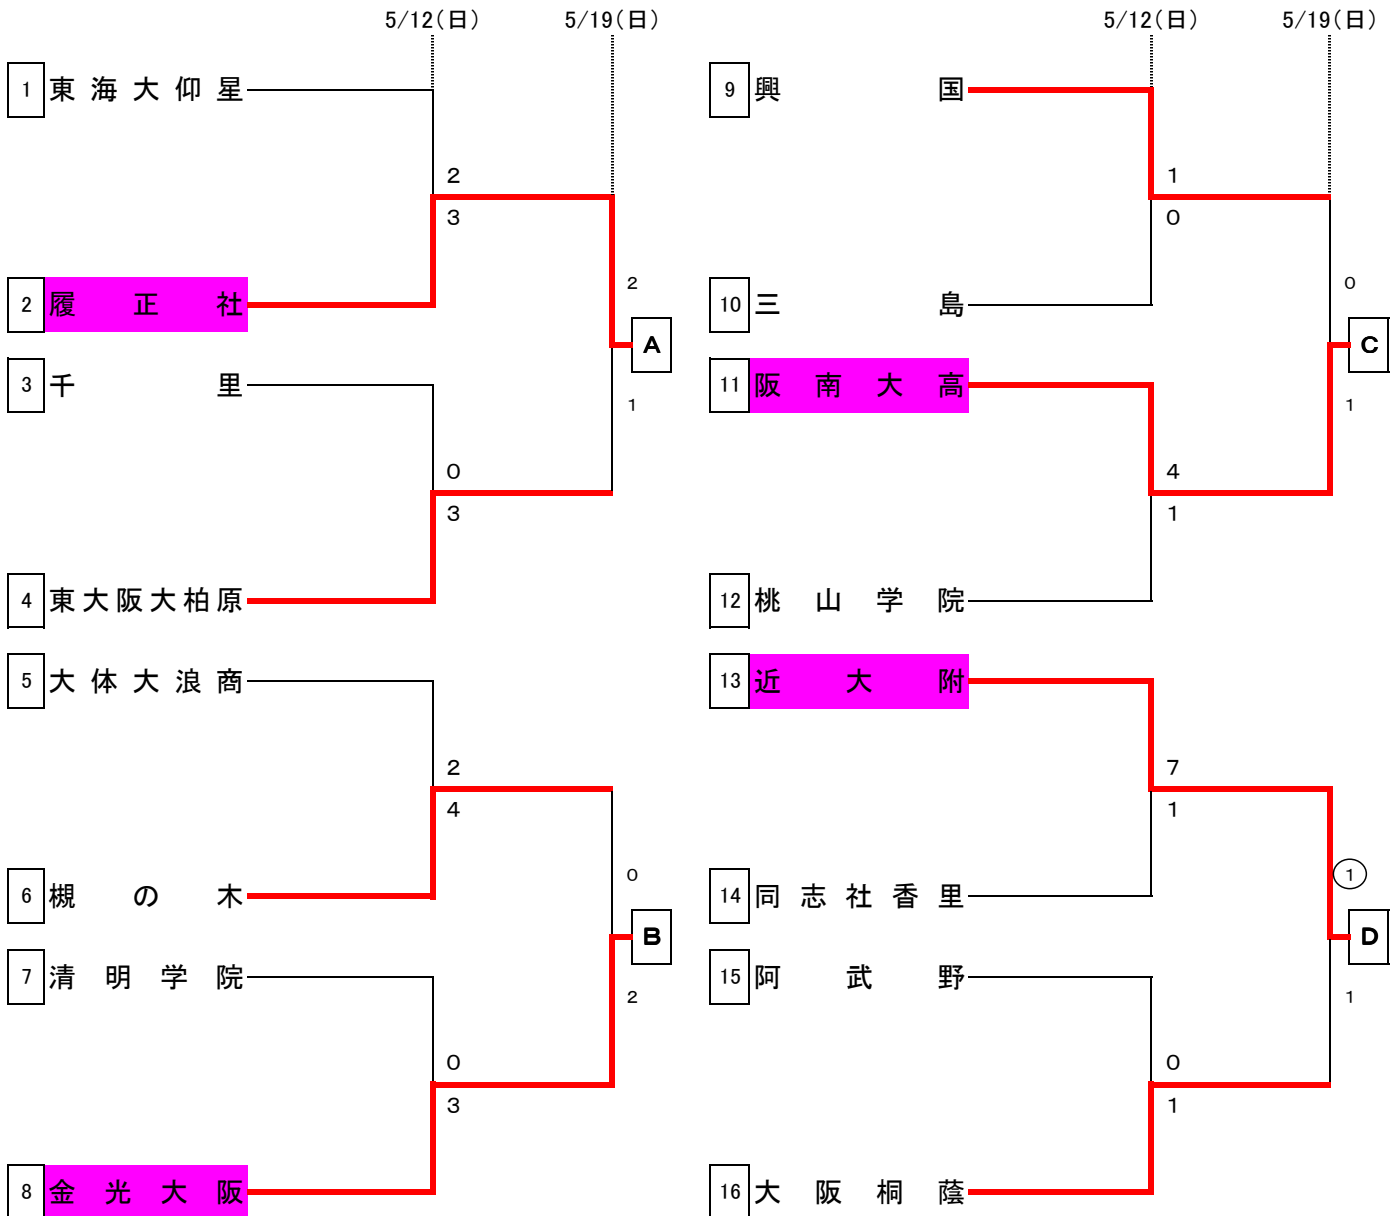 5/12(日) 5/19(日)
1 東海大仰星
2
3
2 履正社
2
A
3 千里
1
0
3
4 東大阪大柏原
5 大体大浪商
2
4
6 槻の木
0
B
7 清明学院
2
0
3
8 金光大阪
5/12(日) 5/19(日)
9 興国
1
0
10 三島
0
C
11 阪南大高
1
4
1
12 桃山学院
13 近大附
7
1
14 同志社香里
1
D
15 阿武野
1
0
1
16 大阪桐蔭